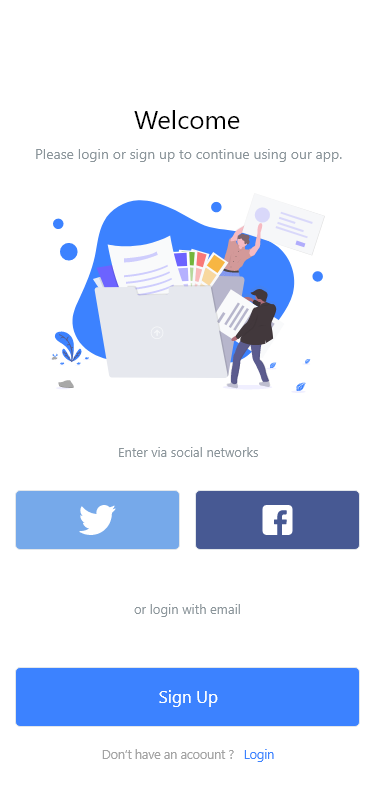 Welcome
Please login or sign up to continue using our app.
Enter via social networks
or login with email
Sign Up
Don't have an acoount ? Login